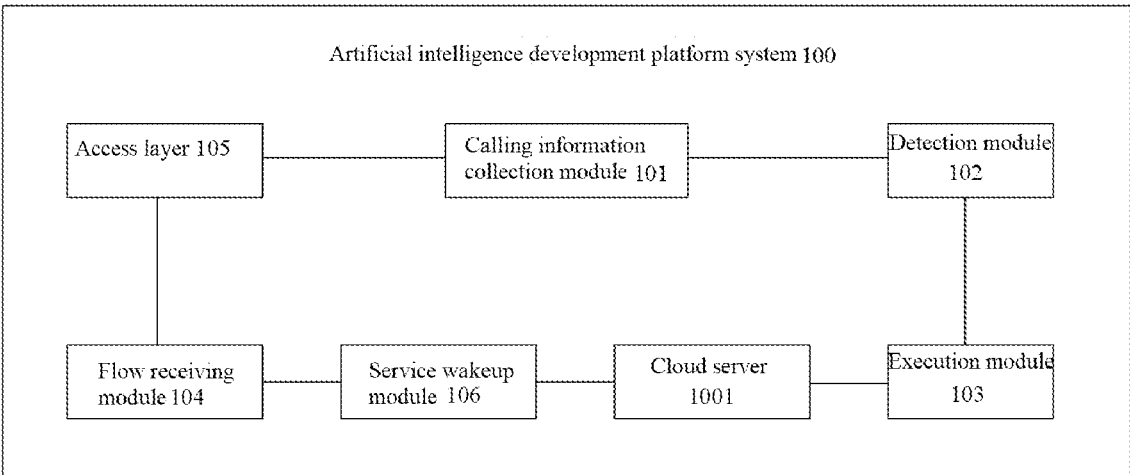 Artificial intelligence development platform system 100
Access layer 105
Calling information
collection module 101
Detection module
102
Flow receiving
module 104
Service wakeup
module 106
Cloud server
1001
Execution module
103